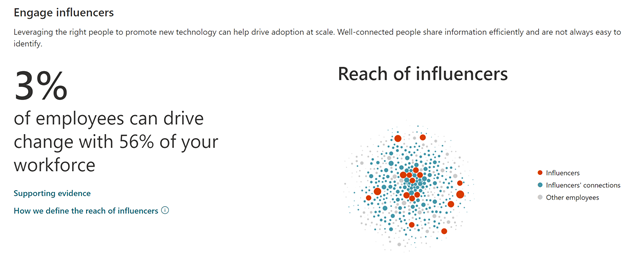 Engage influencers
Leveraging the right people to promote new technology can help drive adoption at scale. Well-connected people share information efficiently and are not always easy to
identify.
3%
of employees can drive
change with 56% of your
workforce
Supporting evidence
How we define the reach of influencers
Reach of influencers
Influencers
Influencers' connections
Other employees